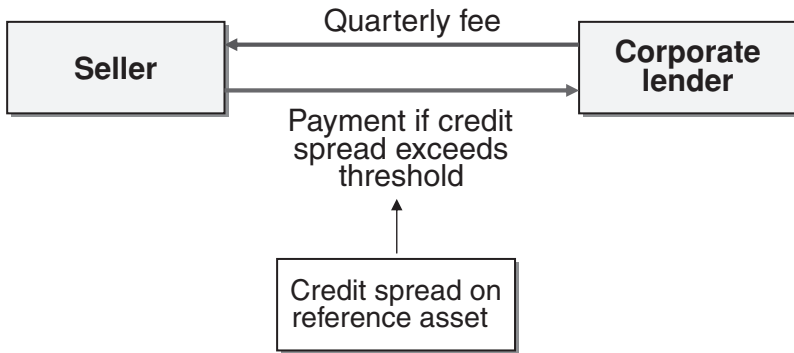 Quarterly fee
Seller
Corporate
lender
Payment if credit
spread exceeds
threshold
Credit spread on
reference asset